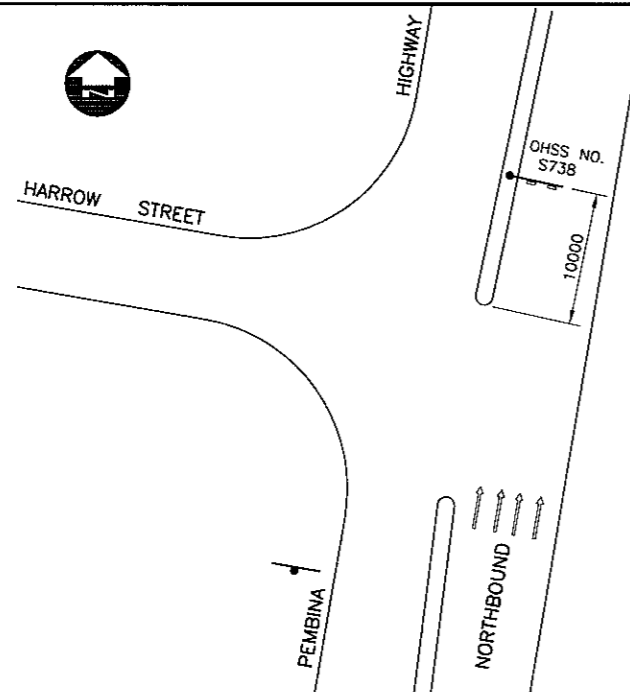 HIGHWAY
OHSS NO.
S738
HARROW STREET
10000
NORTHBOUND
PEMBINA